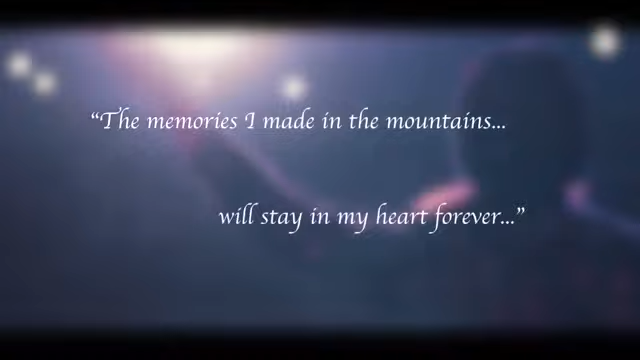 “The memories I made in the mountains...
will stay in my heart forever...”